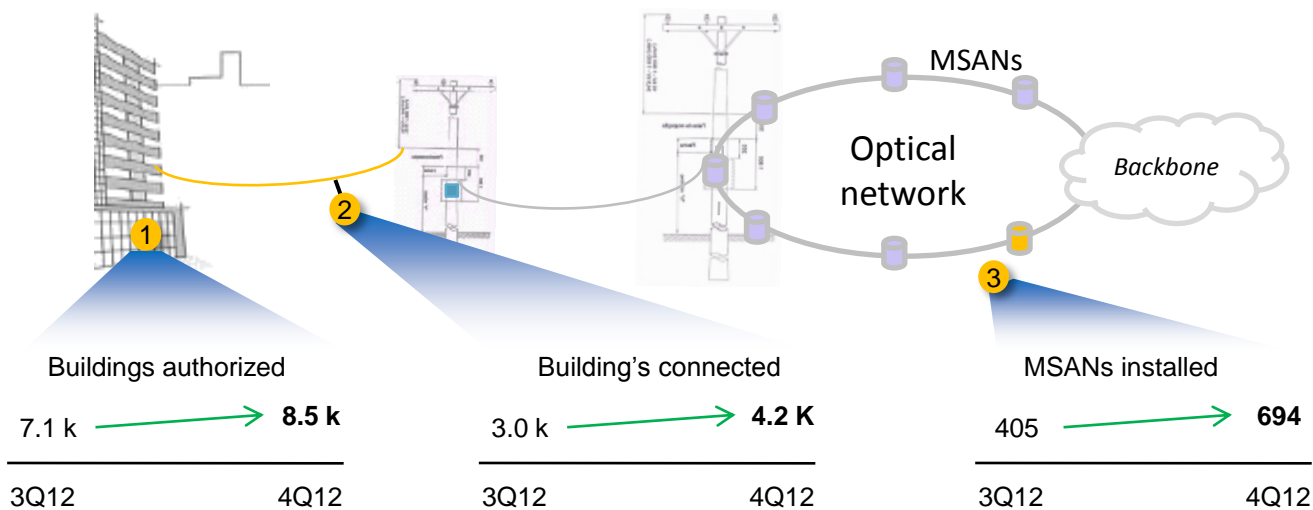 MSANs
Optical
network
Backbone
1
2
3
Buildings authorized
7.1 k
8.5 k
3Q12
4Q12
Building's connected
3.0 k
4.2 K
3Q12
4Q12
MSANs installed
405
694
3Q12
4Q12